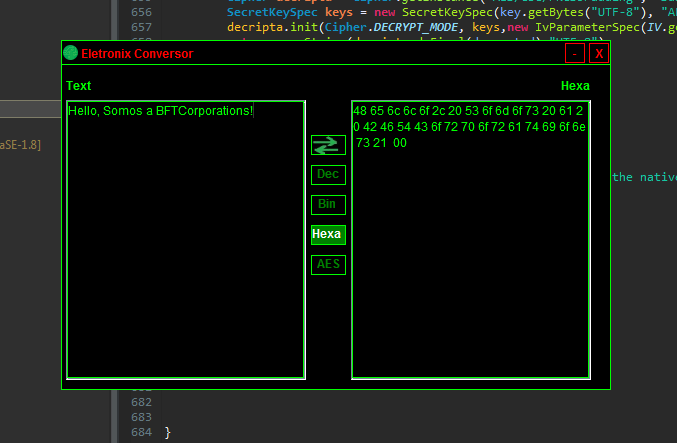 656 SecretKeySpec keys = new SecretKeySpec(key.getBytes("UTF-8"), "A
657 decripta.init(Cipher.DECRYPT_MODE, keys,new IvParameterSpec(IV.ge
Eletronix Conversor - X
Text
Hexa
Hello, Somos a BFTCorporations!
48 65 6c 6c 6f 2c 20 53 6f 6d 6f 73 20 61 2
0 42 46 54 43 6f 72 70 6f 72 61 74 69 6f 6e
73 21 00
Dec
Bin
Hexa
AES
aSE-1.8]
the native
682
683
684 }